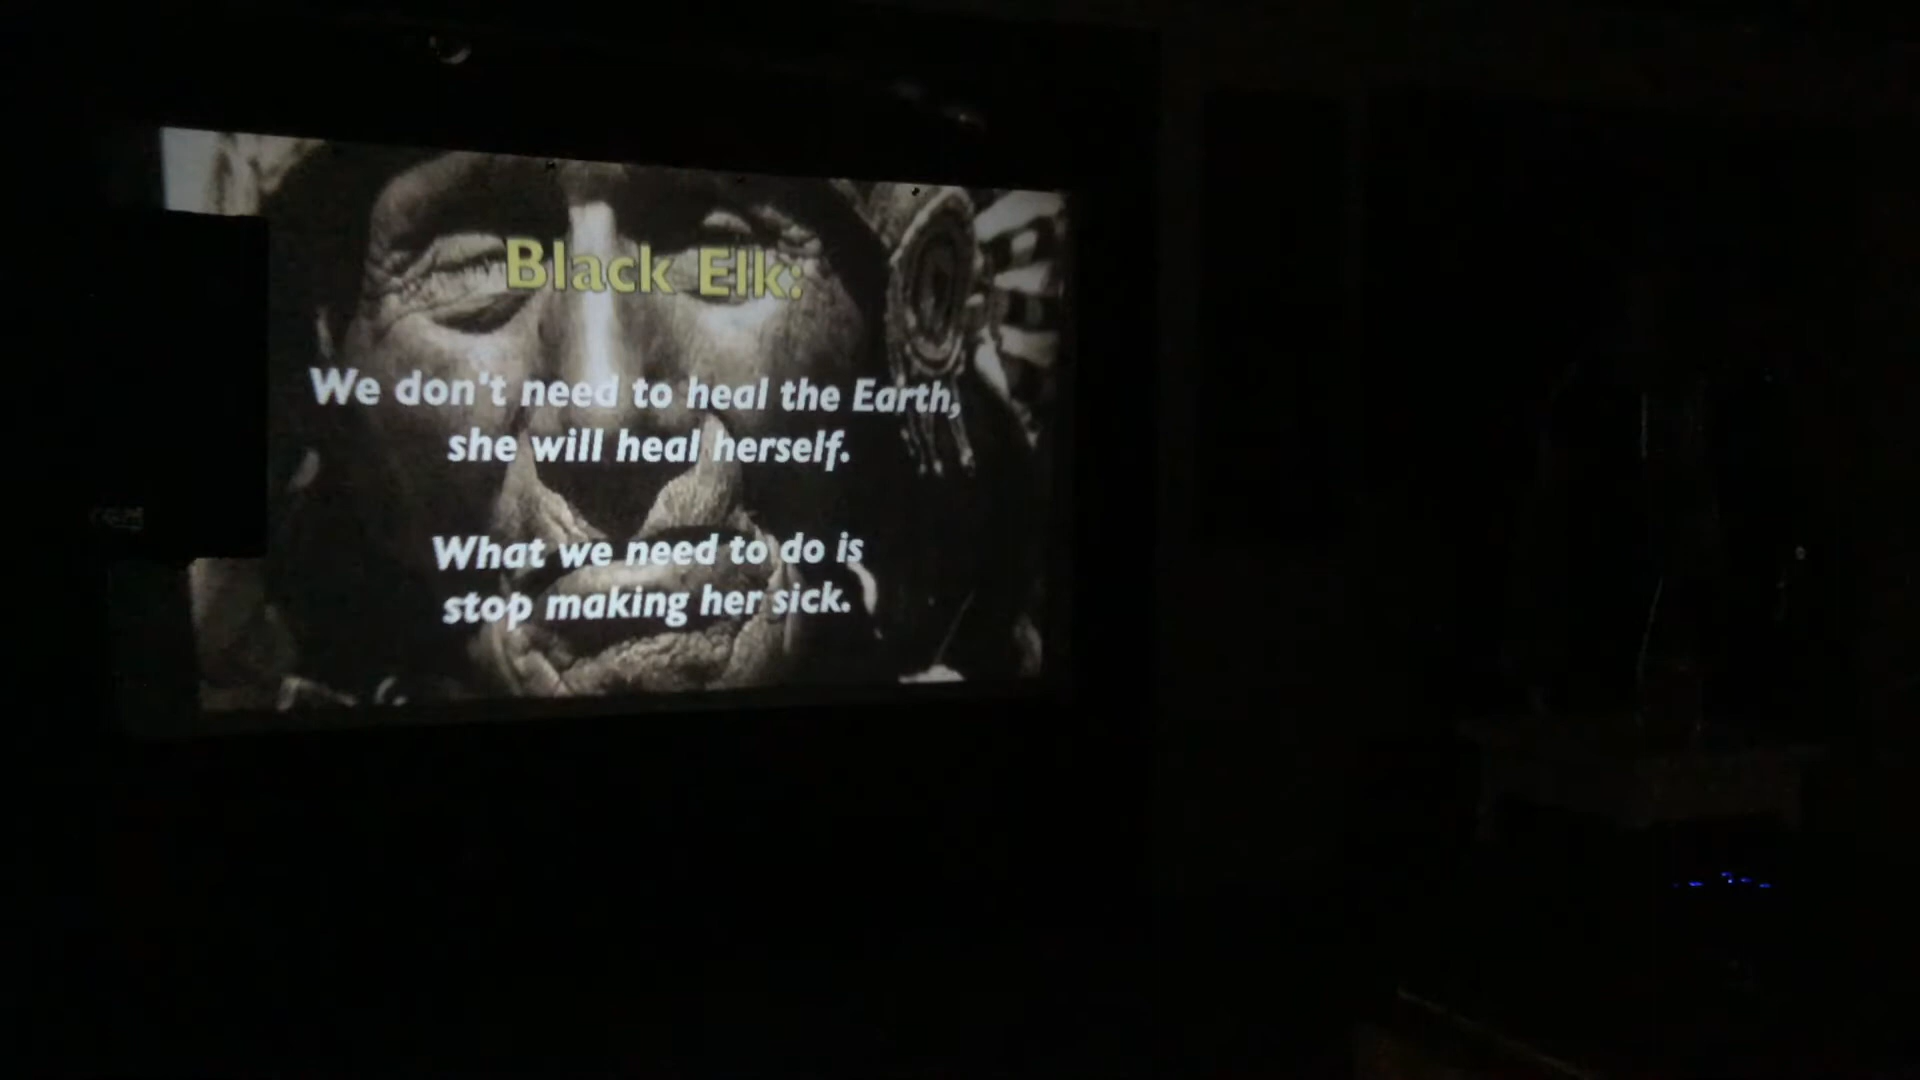 Black Elk:
We don't need to heal the Earth,
she will heal herself.
What we need to do is
stop making her sick.